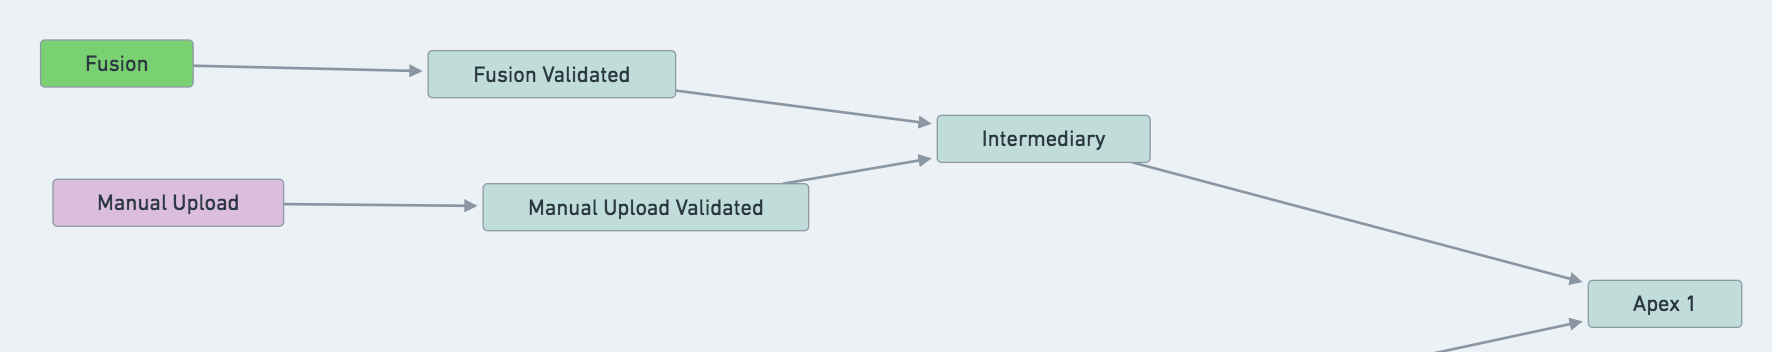 Fusion
Fusion Validated
Intermediary
Manual Upload
Manual Upload Validated
Apex 1